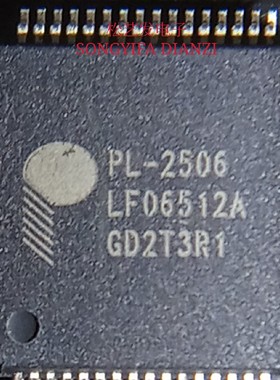 SONGYIFA DIANZI
PL-2506
LF06512A
GD2T3R1